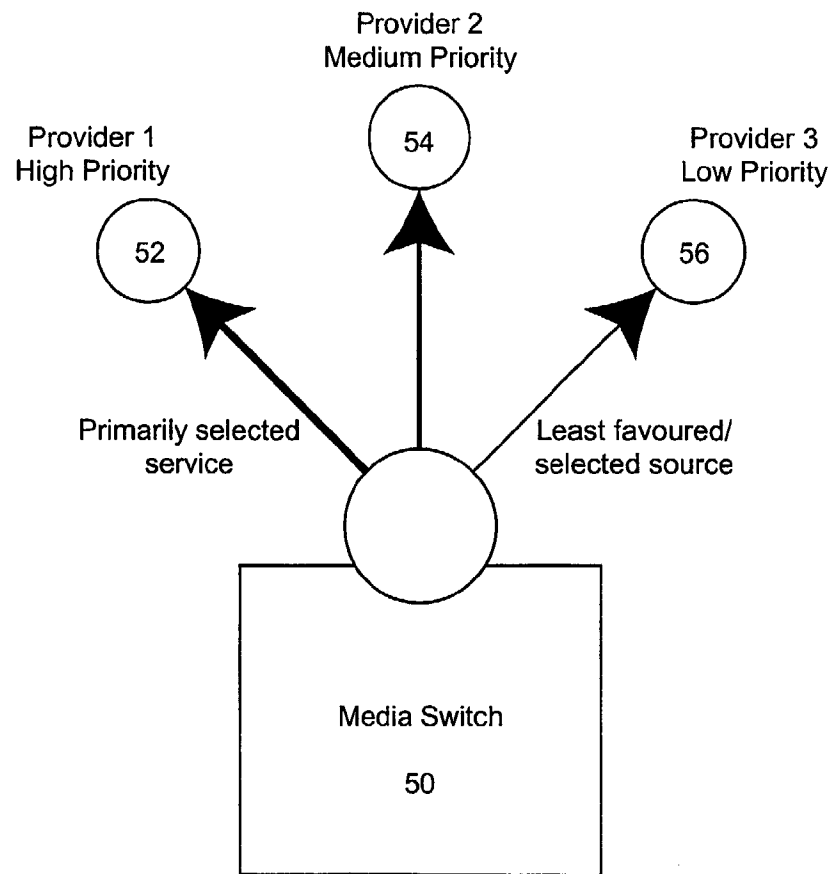 Provider 2
Medium Priority
54
Provider 1
High Priority
52
Provider 3
Low Priority
56
Primarily selected
service
Least favoured/
selected source
Media Switch
50